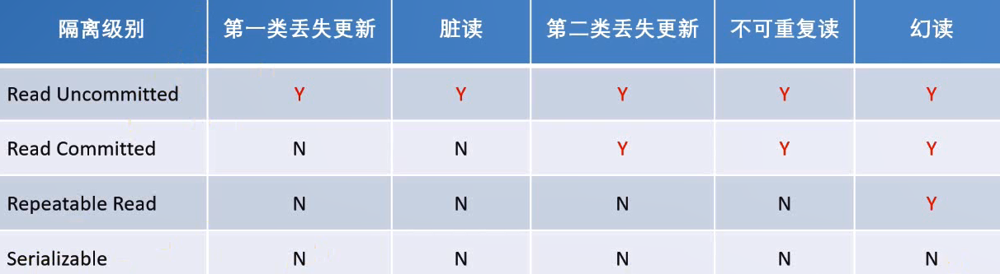 隔离级别 第一类丢失更新 脏读 第二类丢失更新 不可重复读 幻读
Read Uncommitted Y Y Y Y Y
Read Committed N N Y Y Y
Repeatable Read N N N N Y
Serializable N N N N N